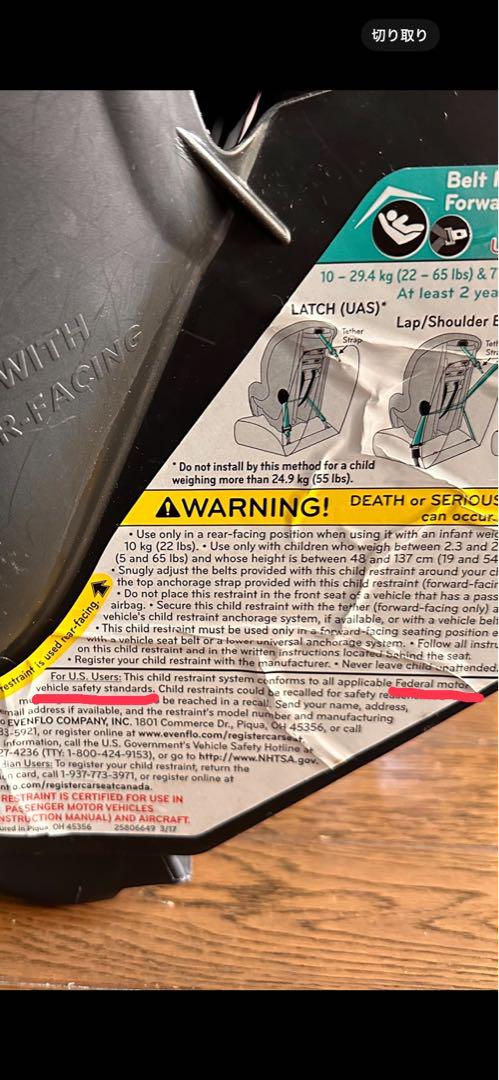 切り取り
WITH
R-FACING
Belt
Forwa
10 – 29.4 kg (22 – 65 lbs) & 7
At least 2 yea
LATCH (UAS)*
Lap/Shoulder B
Tether
Strap
* Do not install by this method for a child
weighing more than 24.9 kg (55 lbs).
WARNING! DEATH or SERIOUS
can occur.
• Use only in a rear-facing position when using it with an infant weig
10 kg (22 lbs). • Use only with children who weigh between 2.3 and 2
(5 and 65 lbs) and whose height is between 48 and 137 cm (19 and 54
• Snugly adjust the belts provided with this child restraint around your ch
the top anchorage strap provided with this child restraint (forward-facin
• Do not place this restraint in the front seat of a vehicle that has a pass
airbag. • Secure this child restraint with the tether (forward-facing only) a
vehicle's child restraint anchorage system, if available, or with a vehicle bel
• This child restraint must be used only in a forward-facing seating position
with a vehicle seat belt or a lower universal anchorage system. • Follow all instr
on this child restraint and in the written instructions located behind the seat.
• Register your child restraint with the manufacturer. • Never leave child unattended.
restraint is used rear-facing.
For U.S. Users: This child restraint system conforms to all applicable Federal motor
vehicle safety standards. Child restraints could be recalled for safety
be reached in a recall. Send your name, address,
email address if available, and the restraint's model number and manufacturing
EVENFLO COMPANY, INC. 1801 Commerce Dr., Piqua, OH 45356, or call
33-5921, or register online at www.evenflo.com/registercarseat.
information, call the U.S. Government's Vehicle Safety Hotline at
27-4236 (TTY: 1-800-424-9153), or go to http://www.NHTSA.gov.
dian Users: To register your child restraint, return the
n card, call 1-937-773-3971, or register online at
o.com/registercarseatcanada.
RESTRAINT IS CERTIFIED FOR USE IN
PASSENGER MOTOR VEHICLES
NSTRUCTION MANUAL) AND AIRCRAFT.
ured in Piqua, OH 45356 25806649 3/17